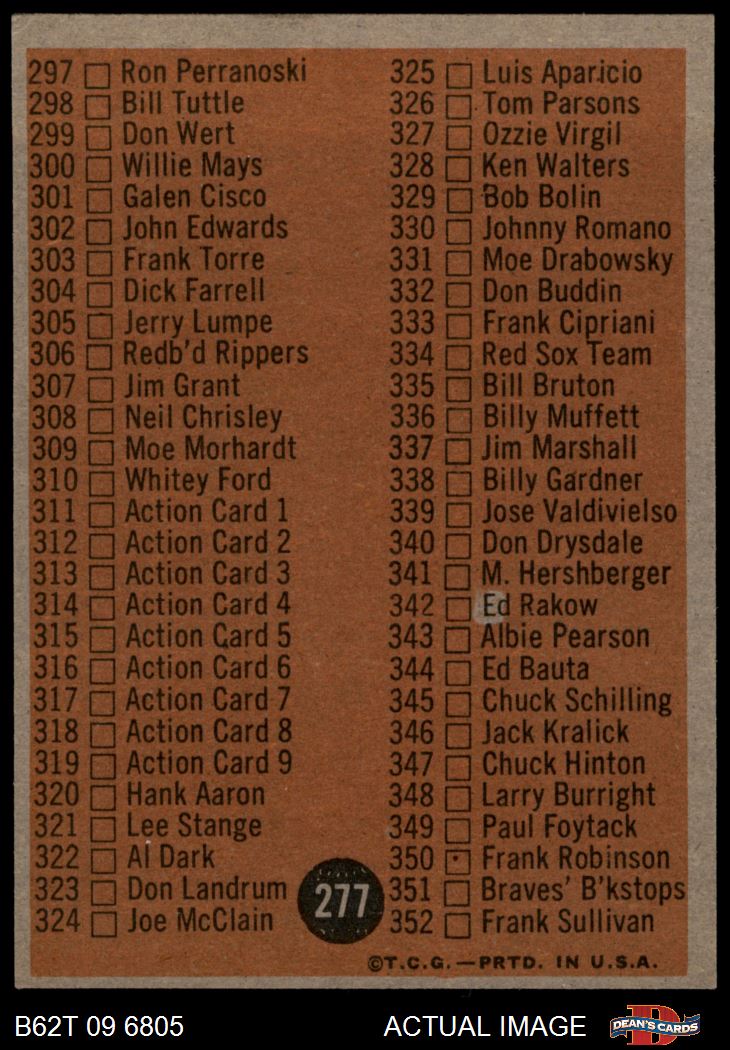 297 Ron Perranoski
298 Bill Tuttle
299 Don Wert
300 Willie Mays
301 Galen Cisco
302 John Edwards
303 Frank Torre
304 Dick Farrell
305 Jerry Lumpe
306 Redb'd Rippers
307 Jim Grant
308 Neil Chrisley
309 Moe Morhardt
310 Whitey Ford
311 Action Card 1
312 Action Card 2
313 Action Card 3
314 Action Card 4
315 Action Card 5
316 Action Card 6
317 Action Card 7
318 Action Card 8
319 Action Card 9
320 Hank Aaron
321 Lee Stange
322 Al Dark
323 Don Landrum
324 Joe McClain
325 Luis Aparicio
326 Tom Parsons
327 Ozzie Virgil
328 Ken Walters
329 Bob Bolin
330 Johnny Romano
331 Moe Drabowsky
332 Don Buddin
333 Frank Cipriani
334 Red Sox Team
335 Bill Bruton
336 Billy Muffett
337 Jim Marshall
338 Billy Gardner
339 Jose Valdivielso
340 Don Drysdale
341 M. Hershberger
342 Ed Rakow
343 Albie Pearson
344 Ed Bauta
345 Chuck Schilling
346 Jack Kralick
347 Chuck Hinton
348 Larry Burright
349 Paul Foytack
350 Frank Robinson
351 Braves' B'kstops
352 Frank Sullivan
277
©T.C.G.—PRTD. IN U.S.A.
B62T 09 6805
ACTUAL IMAGE
DEAN'S CARDS